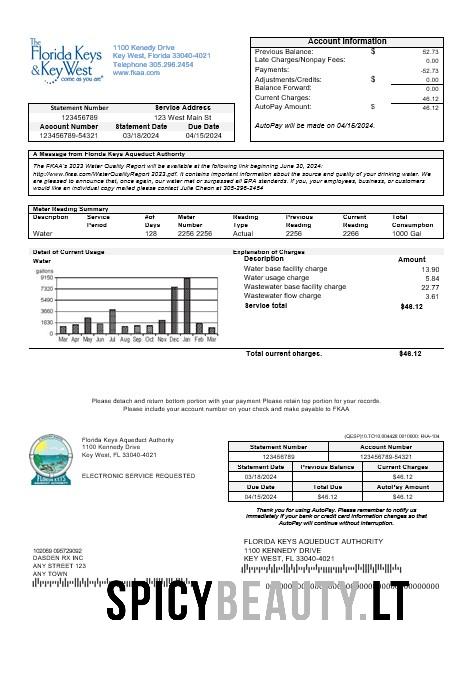 The
Florida Keys
& Key West
come as you are®
1100 Kenedy Drive
Key West, Florida 33040-4021
Telephone 305.296.2454
www.fkaa.com
Account Information
Previous Balance: $ 52.73
Late Charges/Nonpay Fees: 0.00
Payments: -52.73
Adjustments/Credits: $ 0.00
Balance Forward: 0.00
Current Charges: 46.12
AutoPay Amount: $ 46.12
AutoPay will be made on 04/15/2024.
Statement Number Service Address
123456789 123 West Main St
Account Number Statement Date Due Date
123456789-54321 03/18/2024 04/15/2024
A Message from Florida Keys Aqueduct Authority
The FKAA's 2023 Water Quality Report will be available at the following link beginning June 30, 2024:
http://www.fkaa.com/WaterQualityReport 2023.pdf. It contains important information about the source and quality of your drinking water. We
are pleased to announce that, once again, our water met or surpassed all EPA standards. If you, your employees, business, or customers
would like an individual copy mailed please contact Julie Cheon at 305-296-2454
Meter Reading Summary
Description Service #of Meter Reading Previous Current Total
Period Days Number Type Reading Reading Consumption
Water 128 2256 2256 Actual 2256 2266 1000 Gal
Detail of Current Usage
Water
gallons
9150
7320
5490
3660
1830
0
Mar Apr May Jun Jul Aug Sep Oct Nov Dec Jan Feb Mar
Explanation of Charges
Description Amount
Water base facility charge 13.90
Water usage charge 5.84
Wastewater base facility charge 22.77
Wastewater flow charge 3.61
Service total $46.12
Total current charges. $46.12
Please detach and return bottom portion with your payment Please retain top portion for your records.
Please include your account number on your check and make payable to FKAA
Florida Keys Aqueduct Authority
1100 Kennedy Drive
Key West, FL 33040-4021
ELECTRONIC SERVICE REQUESTED
FLORIDA KEYS
Statement Number Account Number
123456789 123456789-54321
Statement Date Previous Balance Current Charges
03/18/2024 $46.12
Due Date Total Due AutoPay Amount
04/15/2024 $46.12 $46.12
Thank you for using AutoPay. Please remember to notify us
immediately if your bank or credit card information changes so that
AutoPay will continue without interruption.
FLORIDA KEYS AQUEDUCT AUTHORITY
1100 KENNEDY DRIVE
KEY WEST, FL 33040-4021
102069 095729092
DASDEN RX INC
ANY STREET 123
ANY TOWN
SPICYBEAUTY.LT